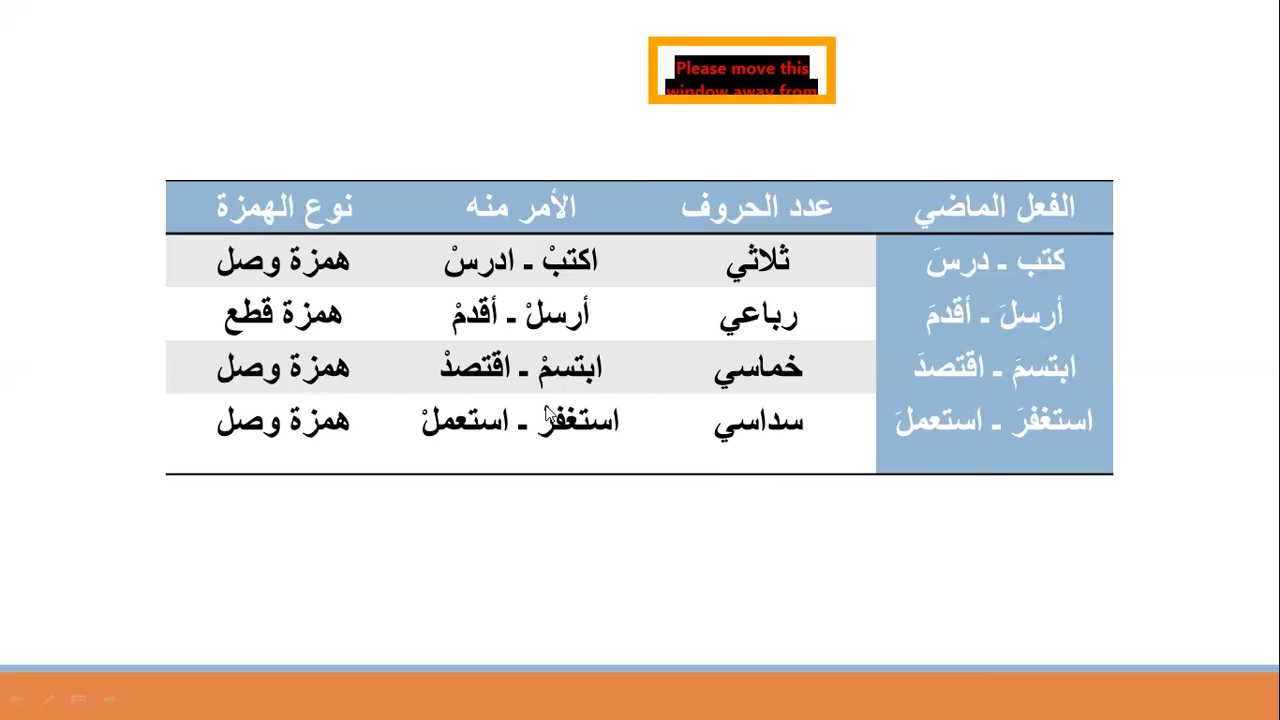 Please move this
window away from
الفعل الماضي عدد الحروف الأمر منه نوع الهمزة
كتب ـ درسَ ثلاثي اكتبْ ـ ادرسْ همزة وصل
أرسلَ ـ أقدمَ رباعي أرسلْ ـ أقدمْ همزة قطع
ابتسمَ ـ اقتصدَ خماسي ابتسمْ ـ اقتصدْ همزة وصل
استغفرَ ـ استعملَ سداسي استغفرْ ـ استعملْ همزة وصل